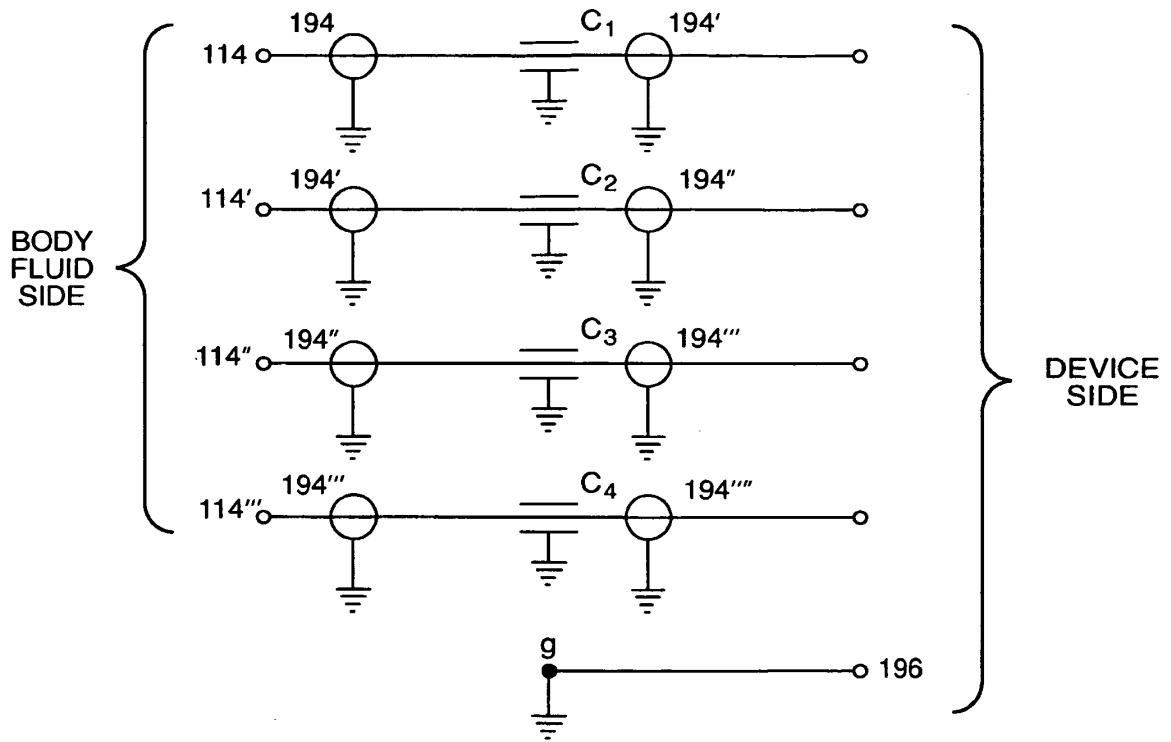 194 C1 194'
114
194' C2 194"
114'
BODY
FLUID
SIDE
194" C3 194'''
114"
DEVICE
SIDE
194''' C4 194''''
114'''
g
196